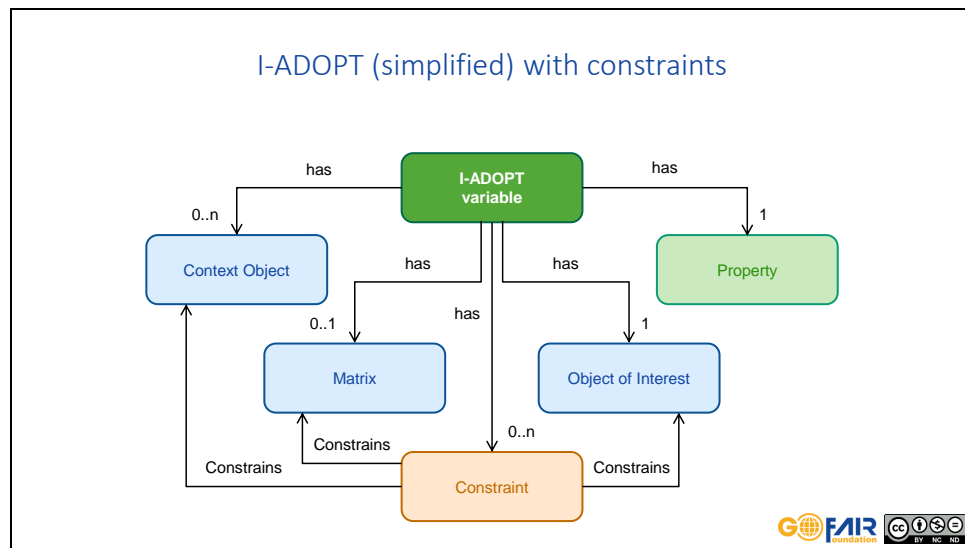 I-ADOPT (simplified) with constraints
I-ADOPT
variable
has
has
0..n
1
Context Object
Property
has
has
has
0..1
1
Matrix
Object of Interest
0..n
Constrains
Constrains
Constrains
Constraint
GO FAIR
Foundation
cc
BY NC ND